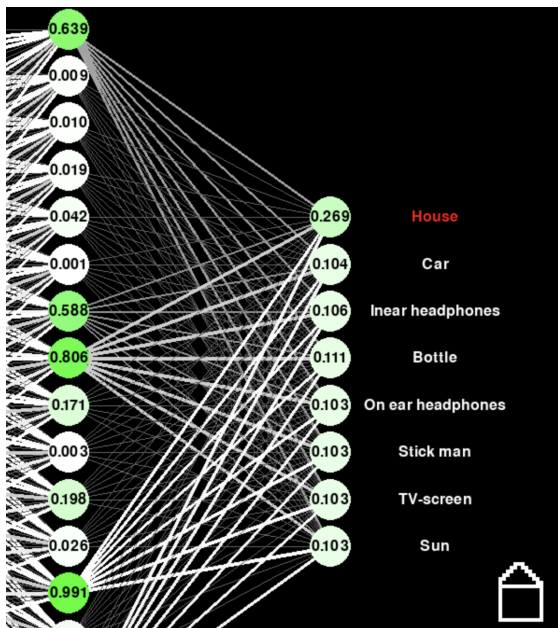 0.639
0.009
0.010
0.019
0.042
0.269 House
0.001
0.104 Car
0.588
0.106 Inear headphones
0.806
0.111 Bottle
0.171
0.103 On ear headphones
0.003
0.103 Stick man
0.198
0.103 TV-screen
0.026
0.103 Sun
0.991